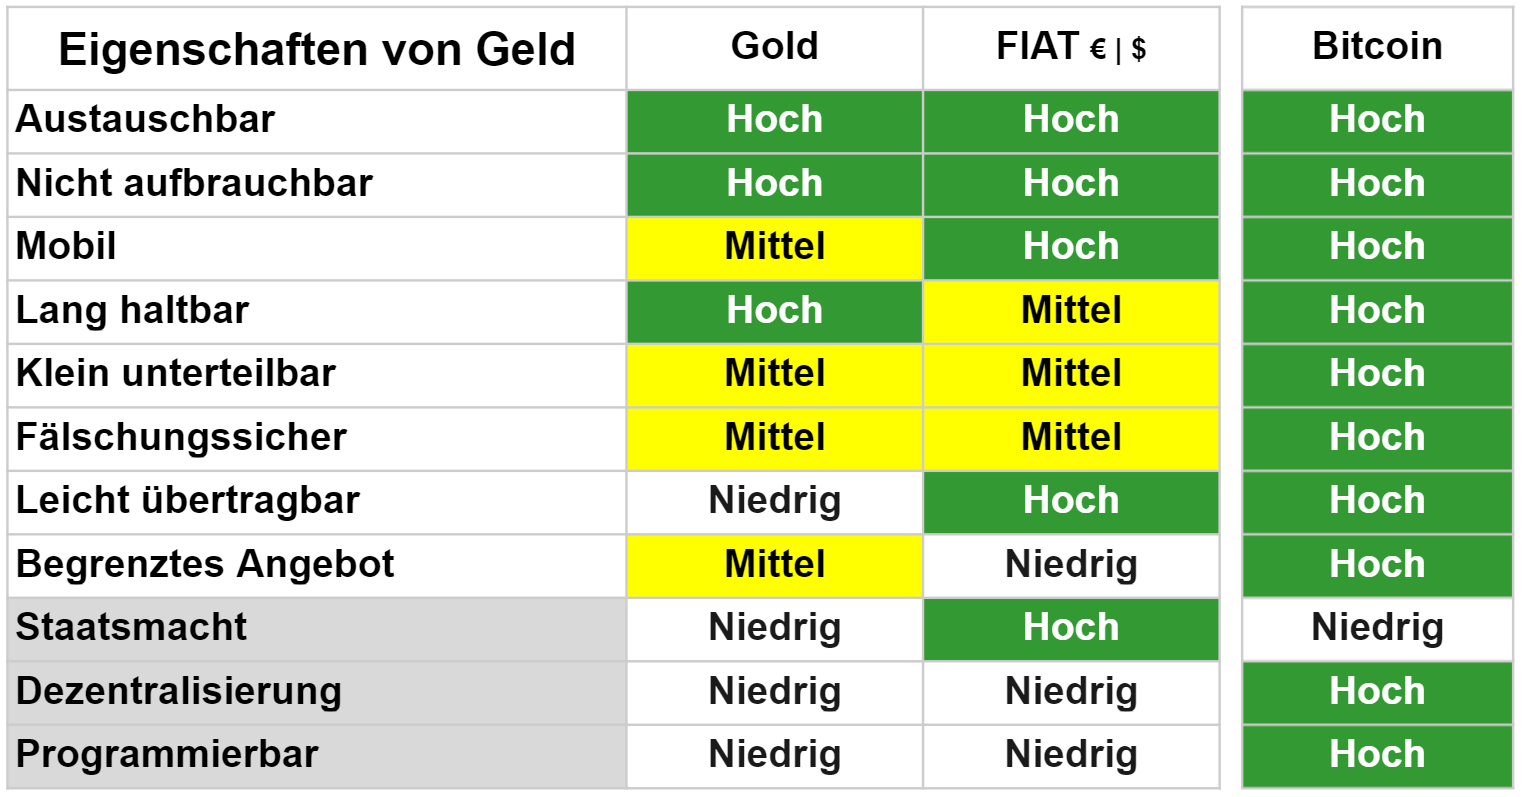 Eigenschaften von Geld Gold FIAT € | $ Bitcoin
Austauschbar Hoch Hoch Hoch
Nicht aufbrauchbar Hoch Hoch Hoch
Mobil Mittel Hoch Hoch
Lang haltbar Hoch Mittel Hoch
Klein unterteilbar Mittel Mittel Hoch
Fälschungssicher Mittel Mittel Hoch
Leicht übertragbar Niedrig Hoch Hoch
Begrenztes Angebot Mittel Niedrig Hoch
Staatsmacht Niedrig Hoch Niedrig
Dezentralisierung Niedrig Niedrig Hoch
Programmierbar Niedrig Niedrig Hoch